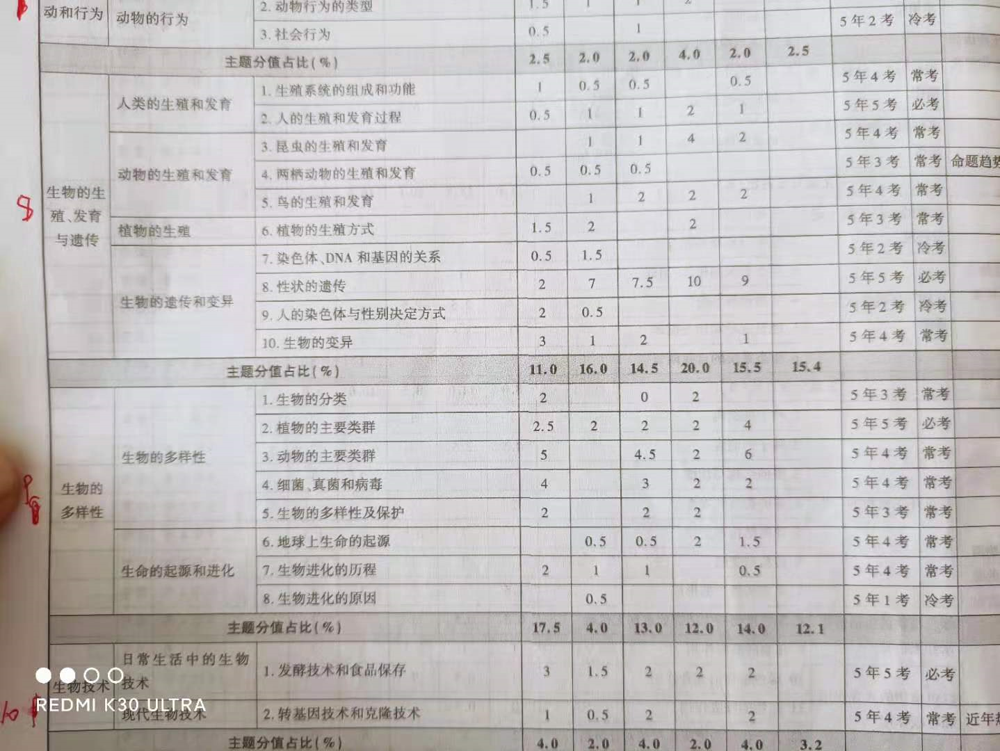 动和行为 动物的行为 2. 动物行为的类型 1.5 1 1 2
3. 社会行为 0.5 1 5年2考 冷考
主题分值占比(%) 2.5 2.0 2.0 4.0 2.0 2.5
生物的生殖、发育与遗传 人类的生殖和发育 1. 生殖系统的组成和功能 1 0.5 0.5 0.5 5年4考 常考
2. 人的生殖和发育过程 0.5 1 1 2 1 5年5考 必考
动物的生殖和发育 3. 昆虫的生殖和发育 1 1 4 2 5年4考 常考
4. 两栖动物的生殖和发育 0.5 0.5 0.5 5年3考 常考 命题趋势
5. 鸟的生殖和发育 1 2 2 2 5年4考 常考
8
植物的生殖 6. 植物的生殖方式 1.5 2 2 5年3考 常考
生物的遗传和变异 7. 染色体、DNA 和基因的关系 0.5 1.5 5年2考 冷考
8. 性状的遗传 2 7 7.5 10 9 5年5考 必考
9. 人的染色体与性别决定方式 2 0.5 5年2考 冷考
10. 生物的变异 3 1 2 1 5年4考 常考
主题分值占比(%) 11.0 16.0 14.5 20.0 15.5 15.4
生物的多样性 生物的多样性 1. 生物的分类 2 0 2 5年3考 常考
2. 植物的主要类群 2.5 2 2 2 4 5年5考 必考
3. 动物的主要类群 5 4.5 2 6 5年4考 常考
4. 细菌、真菌和病毒 4 3 2 2 5年4考 常考
5. 生物的多样性及保护 2 2 2 5年3考 常考
生命的起源和进化 6. 地球上生命的起源 0.5 0.5 2 1.5 5年4考 常考
7. 生物进化的历程 2 1 1 0.5 5年4考 常考
8. 生物进化的原因 0.5 5年1考 冷考
主题分值占比(%) 17.5 4.0 13.0 12.0 14.0 12.1
生物技术 日常生活中的生物技术 1. 发酵技术和食品保存 3 1.5 2 2 2 5年5考 必考
REDMI K30 ULTRA
10
现代生物技术 2. 转基因技术和克隆技术 1 0.5 2 2 5年4考 常考 近年
主题分值占比(%) 4.0 2.0 4.0 2.0 4.0 3.2